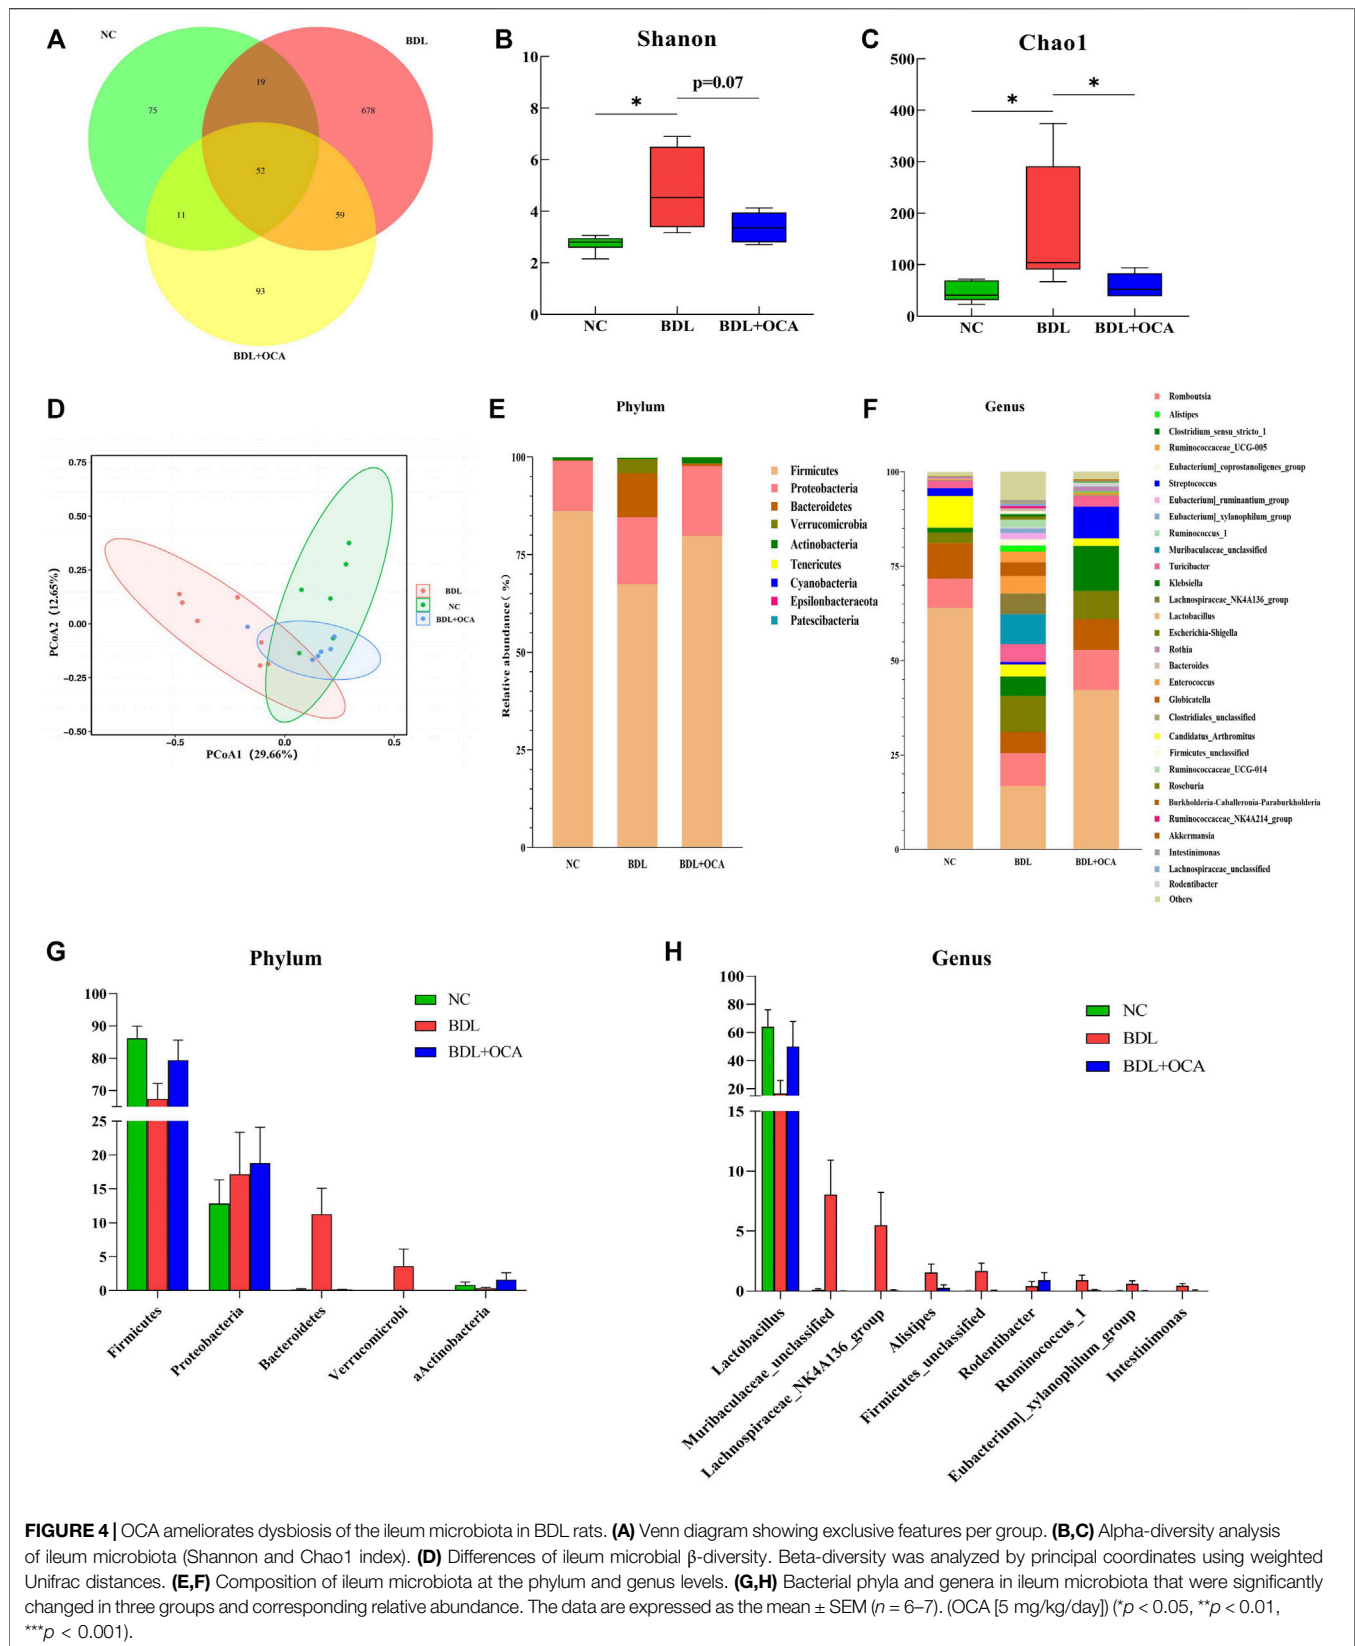 A
NC
BDL
19
75
678
52
11
59
93
BDL+OCA
B
Shanon
10
8
6
4
2
0
*
p=0.07
NC
BDL
BDL+OCA
C
Chao1
500
400
300
200
100
0
*
*
NC
BDL
BDL+OCA
D
0.75
0.50
0.25
0.00
-0.25
-0.50
PCoA2 (12.65%)
-0.5
0.0
0.5
PCoA1 (29.66%)
BDL
NC
BDL+OCA
E
Phylum
100
75
50
25
0
Relative abundance( %)
NC
BDL
BDL+OCA
Firmicutes
Proteobacteria
Bacteroidetes
Verrucomicrobia
Actinobacteria
Tenericutes
Cyanobacteria
Epsilonbacteraeota
Patescibacteria
F
Genus
100
75
50
25
0
NC
BDL
BDL+OCA
Romboutsia
Alistipes
Clostridium_sensu_stricto_1
Ruminococcaceae_UCG-005
Eubacterium]_coprostanoligenes_group
Streptococcus
Eubacterium]_ruminantium_group
Eubacterium]_xylanophilum_group
Ruminococcus_1
Muribaculaceae_unclassified
Turicibacter
Klebsiella
Lachnospiraceae_NK4A136_group
Lactobacillus
Escherichia-Shigella
Rothia
Bacteroides
Enterococcus
Globicatella
Clostridiales_unclassified
Candidatus_Arthromitus
Firmicutes_unclassified
Ruminococcaceae_UCG-014
Roseburia
Burkholderia-Caballeronia-Paraburkholderia
Ruminococcaceae_NK4A214_group
Akkermansia
Intestinimonas
Lachnospiraceae_unclassified
Rodentibacter
Others
G
Phylum
100
90
80
70
25
20
15
10
5
0
NC
BDL
BDL+OCA
Firmicutes
Proteobacteria
Bacteroidetes
Verrucomicrobi
aActinobacteria
H
Genus
100
80
60
40
20
15
10
5
0
NC
BDL
BDL+OCA
Lactobacillus
Muribaculaceae_unclassified
Lachnospiraceae_NK4A136_group
Alistipes
Firmicutes_unclassified
Rodentibacter
Ruminococcus_1
Eubacterium]_xylanophilum_group
Intestinimonas
FIGURE 4 | OCA ameliorates dysbiosis of the ileum microbiota in BDL rats. (A) Venn diagram showing exclusive features per group. (B,C) Alpha-diversity analysis
of ileum microbiota (Shannon and Chao1 index). (D) Differences of ileum microbial β-diversity. Beta-diversity was analyzed by principal coordinates using weighted
Unifrac distances. (E,F) Composition of ileum microbiota at the phylum and genus levels. (G,H) Bacterial phyla and genera in ileum microbiota that were significantly
changed in three groups and corresponding relative abundance. The data are expressed as the mean ± SEM (n = 6–7). (OCA [5 mg/kg/day]) (*p < 0.05, **p < 0.01,
***p < 0.001).